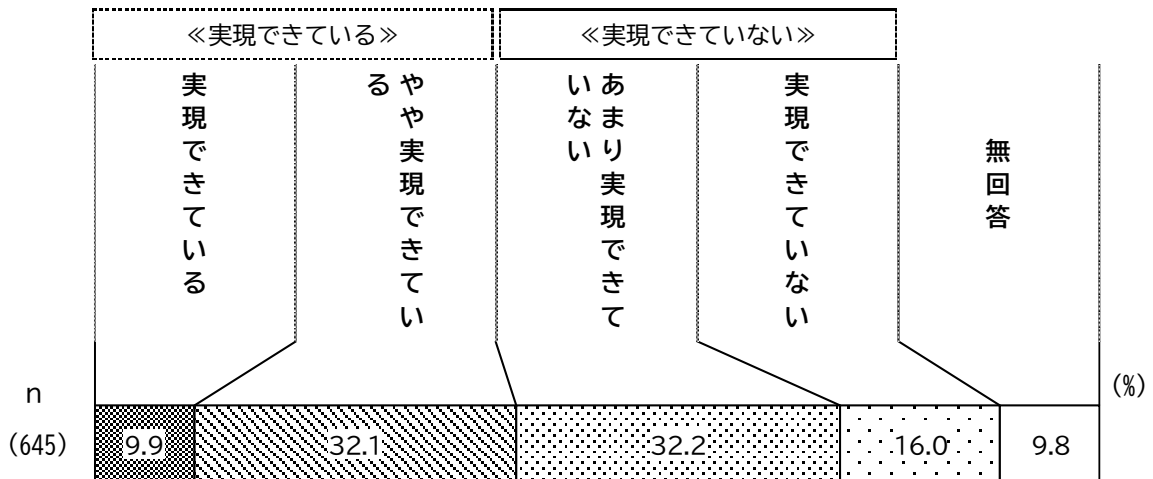 ≪実現できている≫
≪実現できていない≫
実現できている
やや実現できてい
る
あまり実現できて
いない
実現できていない
無回答
n
(%)
(645)
9.9
32.1
32.2
16.0
9.8